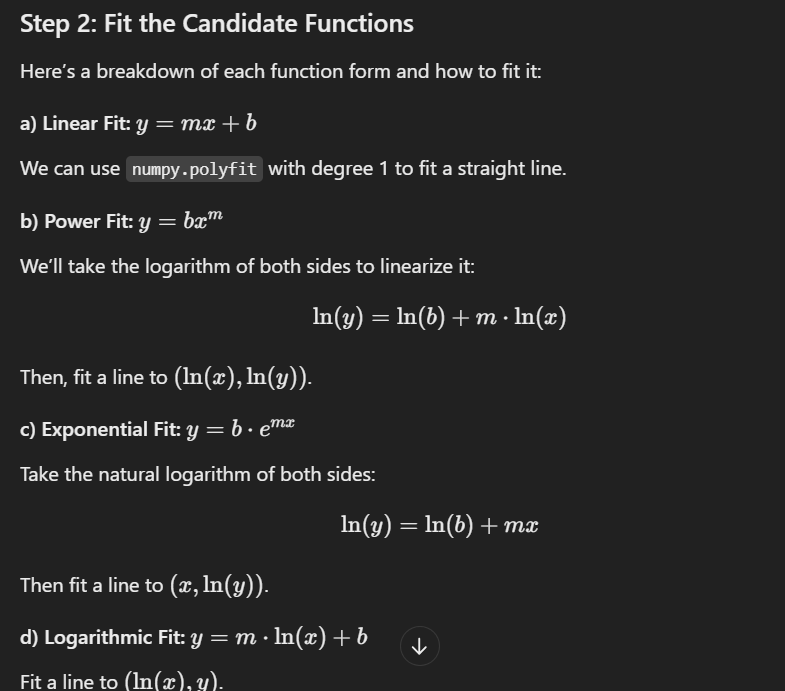 Step 2: Fit the Candidate Functions
Here's a breakdown of each function form and how to fit it:
a) Linear Fit: y = mx + b
We can use numpy.polyfit with degree 1 to fit a straight line.
b) Power Fit: y = bx^m
We'll take the logarithm of both sides to linearize it:
ln(y) = ln(b) + m · ln(x)
Then, fit a line to (ln(x), ln(y)).
c) Exponential Fit: y = b · e^{mx}
Take the natural logarithm of both sides:
ln(y) = ln(b) + mx
Then fit a line to (x, ln(y)).
d) Logarithmic Fit: y = m · ln(x) + b
Fit a line to (ln(x), y).